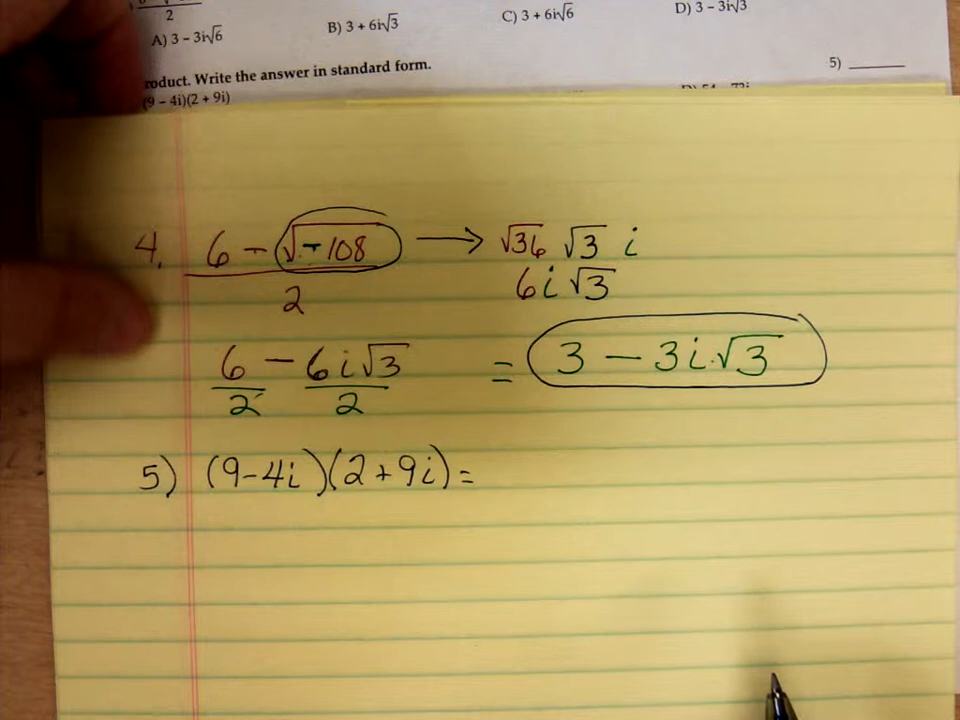 2
A) 3 − 3i√6
B) 3 + 6i√3
C) 3 + 6i√6
D) 3 − 3i√3
roduct. Write the answer in standard form.
5)
(9 − 4i)(2 + 9i)
4. 6 − √−108 → √36 √3 i
2
6i√3
6 − 6i√3 = 3 − 3i√3
2 2
5) (9−4i)(2+9i)=